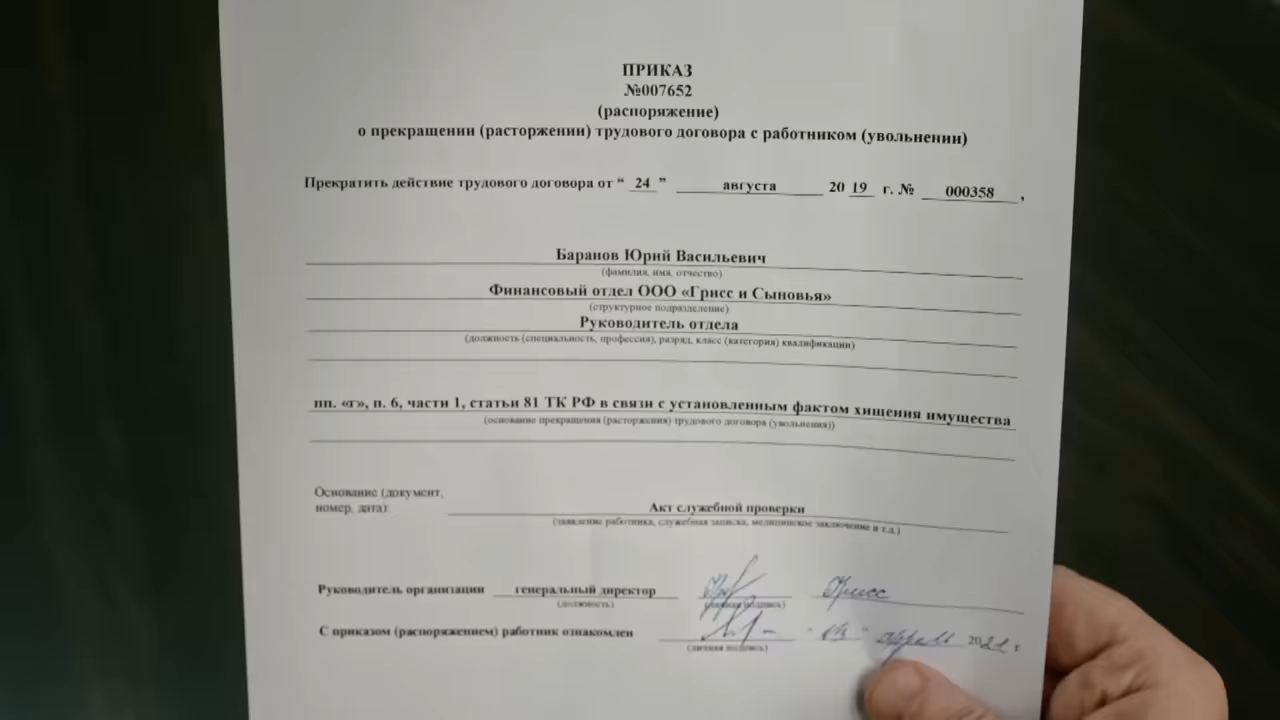 ПРИКАЗ
№007652
(распоряжение)
о прекращении (расторжении) трудового договора с работником (увольнении)
Прекратить действие трудового договора от “ 24 ” августа 20 19 г. № 000358 ,
Баранов Юрий Васильевич
(фамилия, имя, отчество)
Финансовый отдел ООО «Грисс и Сыновья»
(структурное подразделение)
Руководитель отдела
(должность (специальность, профессия), разряд, класс (категория) квалификации)
пп. «г», п. 6, части 1, статьи 81 ТК РФ в связи с установленным фактом хищения имущества
(основание прекращения (расторжения) трудового договора (увольнения))
Основание (документ,
номер, дата):
Акт служебной проверки
(заявление работника, служебная записка, медицинское заключение и т.д.)
Руководитель организации генеральный директор
(должность) (личная подпись)
С приказом (распоряжением) работник ознакомлен 2021 г
(личная подпись)